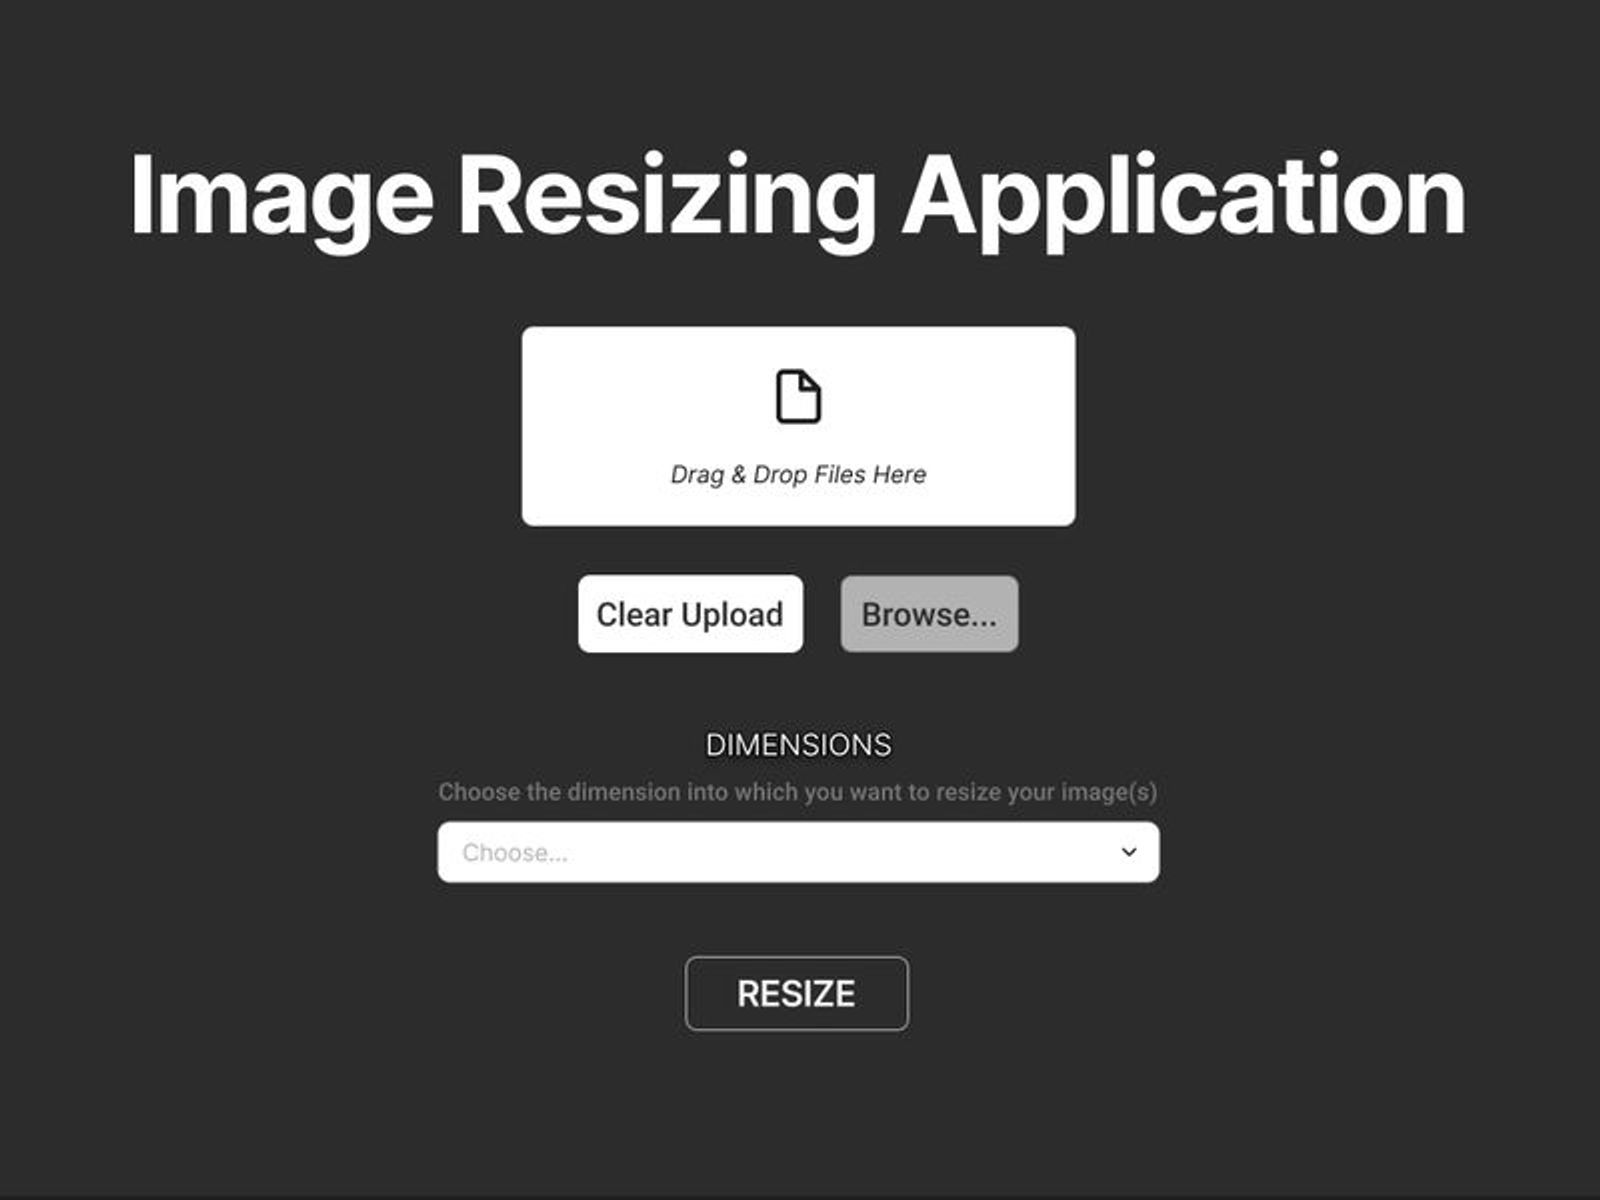 Image Resizing Application
Drag & Drop Files Here
Clear Upload
Browse...
DIMENSIONS
Choose the dimension into which you want to resize your image(s)
Choose...
RESIZE